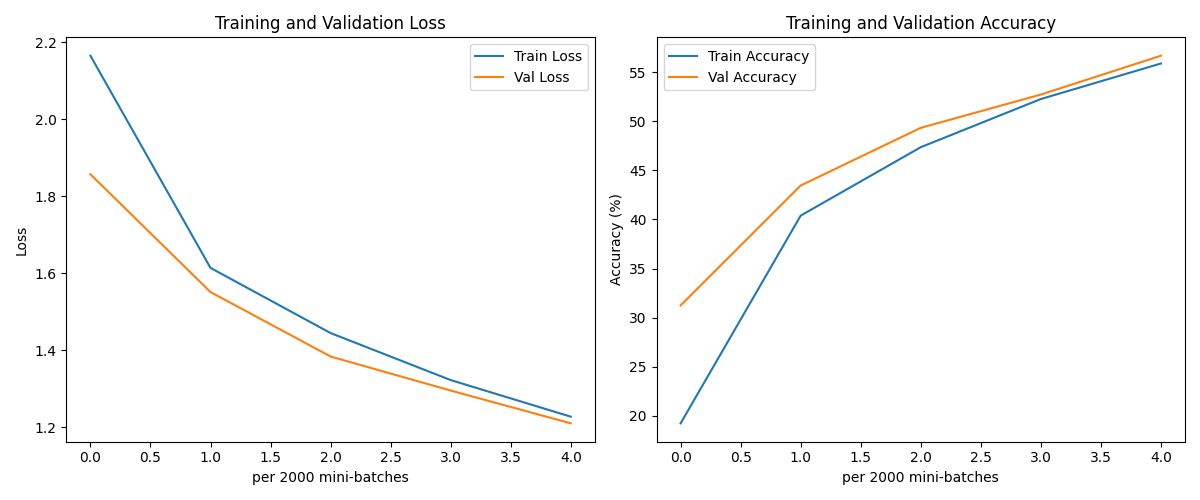 Training and Validation Loss
2.2
2.0
1.8
1.6
1.4
1.2
Loss
Train Loss
Val Loss
0.0 0.5 1.0 1.5 2.0 2.5 3.0 3.5 4.0
per 2000 mini-batches
Training and Validation Accuracy
55
50
45
40
35
30
25
20
Accuracy (%)
Train Accuracy
Val Accuracy
0.0 0.5 1.0 1.5 2.0 2.5 3.0 3.5 4.0
per 2000 mini-batches